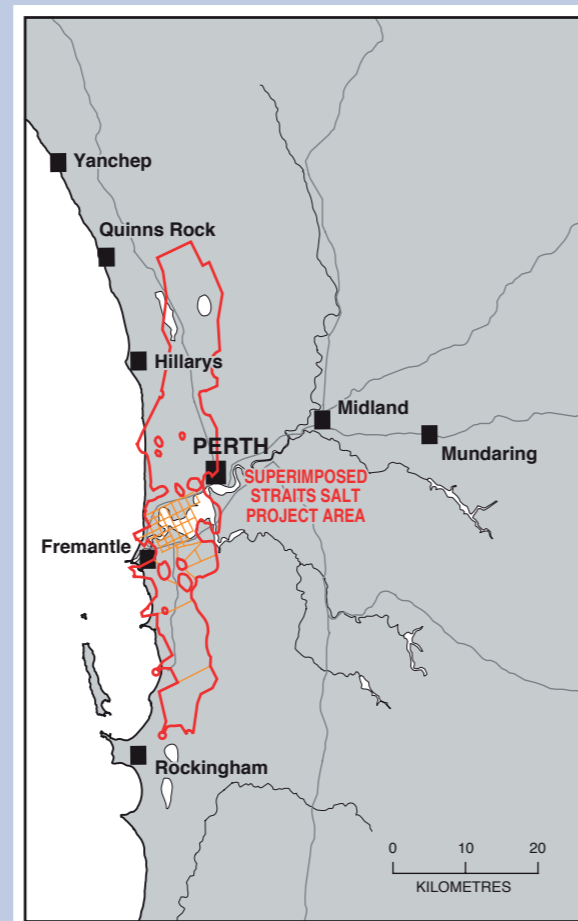 Yanchep
Quinns Rock
Hillarys
Midland
Mundaring
PERTH
SUPERIMPOSED
STRAITS SALT
PROJECT AREA
Fremantle
Rockingham
0 10 20
KILOMETRES